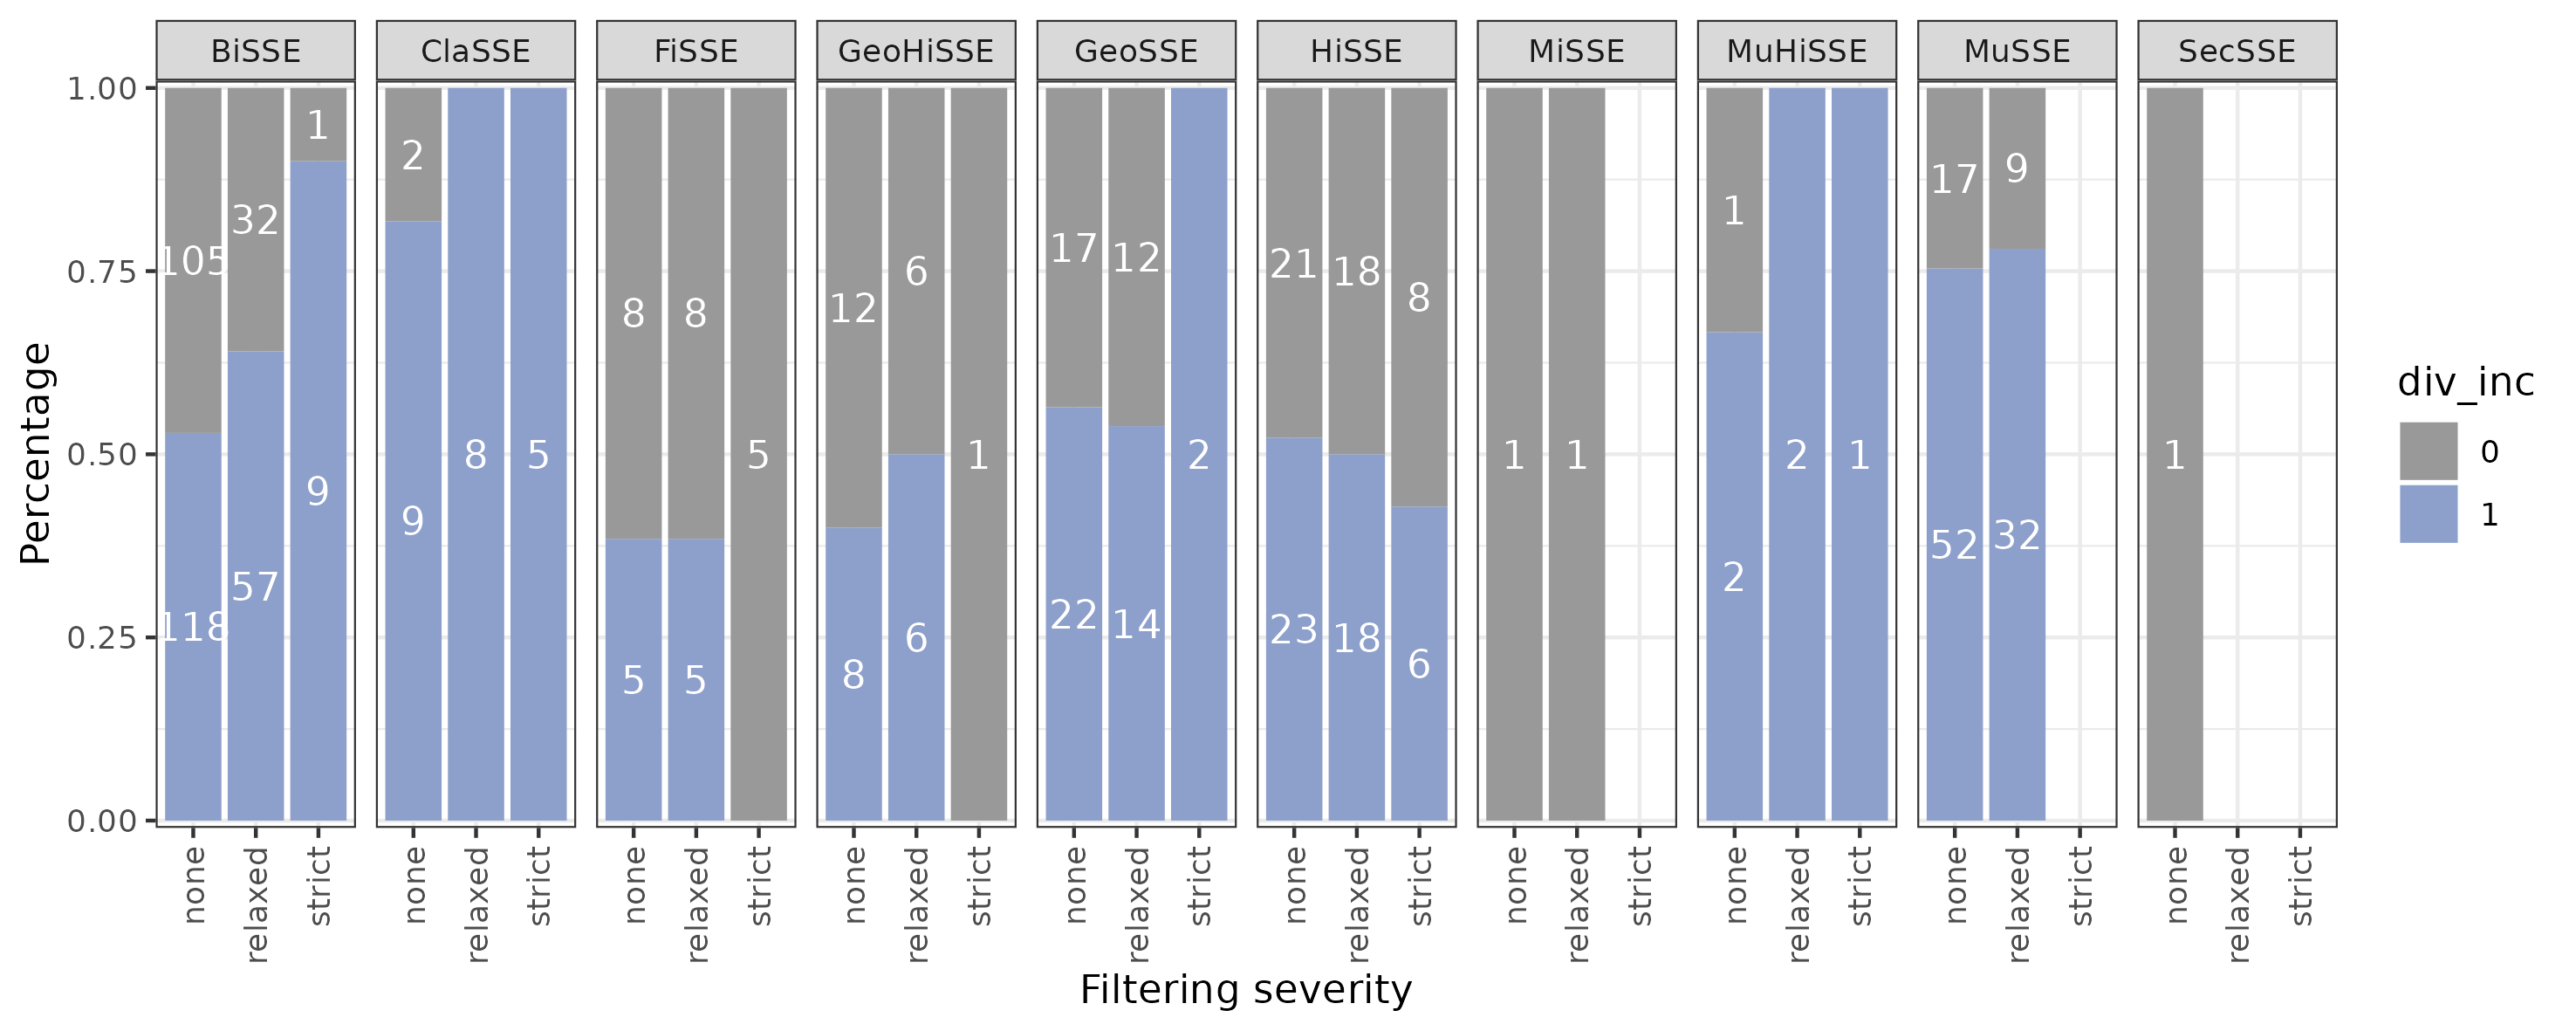 BiSSE ClaSSE FiSSE GeoHiSSE GeoSSE HiSSE MiSSE MuHiSSE MuSSE SecSSE
Percentage
1.00
0.75
0.50
0.25
0.00
105 32 1
118 57 9
2
9 8 5
8 8 5
5 5
12 6 1
8 6
17 12
22 14 2
21 18 8
23 18 6
1 1
1
2 2 1
17 9
52 32
1
none relaxed strict none relaxed strict none relaxed strict none relaxed strict none relaxed strict none relaxed strict none relaxed strict none relaxed strict none relaxed strict none relaxed strict
Filtering severity
div_inc
0
1